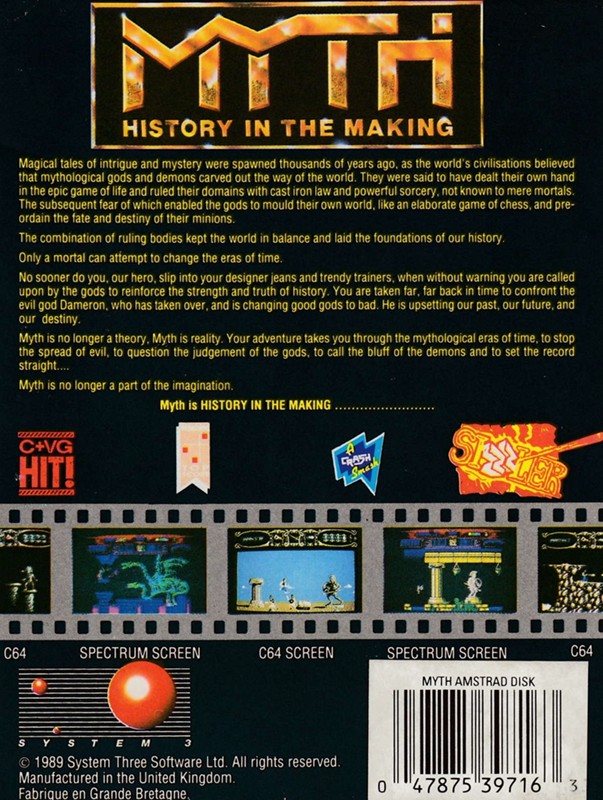 MYTH
HISTORY IN THE MAKING
Magical tales of intrigue and mystery were spawned thousands of years ago, as the world's civilisations believed
that mythological gods and demons carved out the way of the world. They were said to have dealt their own hand
in the epic game of life and ruled their domains with cast iron law and powerful sorcery, not known to mere mortals.
The subsequent fear of which enabled the gods to mould their own world, like an elaborate game of chess, and pre-
ordain the fate and destiny of their minions.
The combination of ruling bodies kept the world in balance and laid the foundations of our history.
Only a mortal can attempt to change the eras of time.
No sooner do you, our hero, slip into your designer jeans and trendy trainers, when without warning you are called
upon by the gods to reinforce the strength and truth of history. You are taken far, far back in time to confront the
evil god Dameron, who has taken over, and is changing good gods to bad. He is upsetting our past, our future, and
our destiny.
Myth is no longer a theory, Myth is reality. Your adventure takes you through the mythological eras of time, to stop
the spread of evil, to question the judgement of the gods, to call the bluff of the demons and to set the record
straight....
Myth is no longer a part of the imagination.
Myth is HISTORY IN THE MAKING ........................
C+VG
HIT!
A
CRASH
Smash
SIZZLER
C64 SPECTRUM SCREEN C64 SCREEN SPECTRUM SCREEN C64
SYSTEM 3
MYTH AMSTRAD DISK
0 47875 39716 3
© 1989 System Three Software Ltd. All rights reserved.
Manufactured in the United Kingdom.
Fabrique en Grande Bretagne.